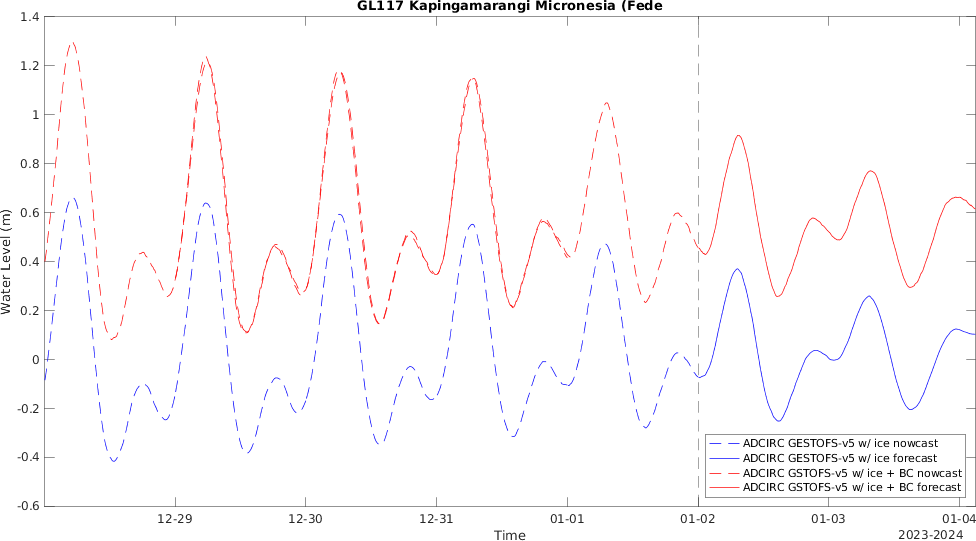 GL117 Kapingamarangi Micronesia (Fede
1.4
1.2
1
0.8
0.6
0.4
0.2
0
-0.2
-0.4
-0.6
Water Level (m)
ADCIRC GESTOFS-v5 w/ ice nowcast
ADCIRC GESTOFS-v5 w/ ice forecast
ADCIRC GSTOFS-v5 w/ ice + BC nowcast
ADCIRC GSTOFS-v5 w/ ice + BC forecast
12-29 12-30 12-31 01-01 01-02 01-03 01-04
Time
2023-2024